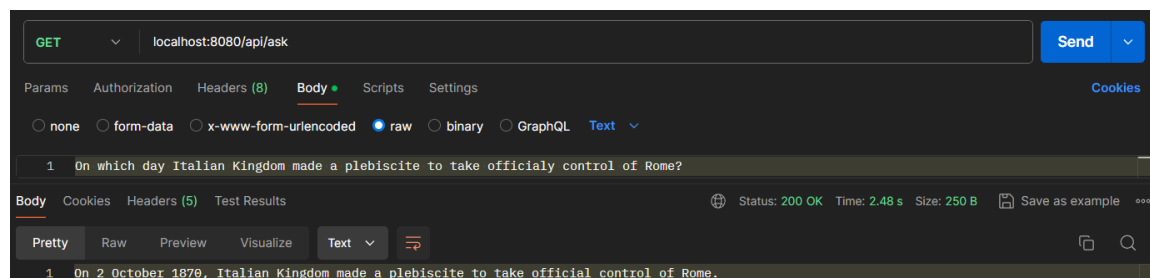 GET localhost:8080/api/ask Send
Params Authorization Headers (8) Body Scripts Settings Cookies
none form-data x-www-form-urlencoded raw binary GraphQL Text
1 On which day Italian Kingdom made a plebiscite to take officialy control of Rome?
Body Cookies Headers (5) Test Results Status: 200 OK Time: 2.48 s Size: 250 B Save as example
Pretty Raw Preview Visualize Text
1 On 2 October 1870, Italian Kingdom made a plebiscite to take official control of Rome.